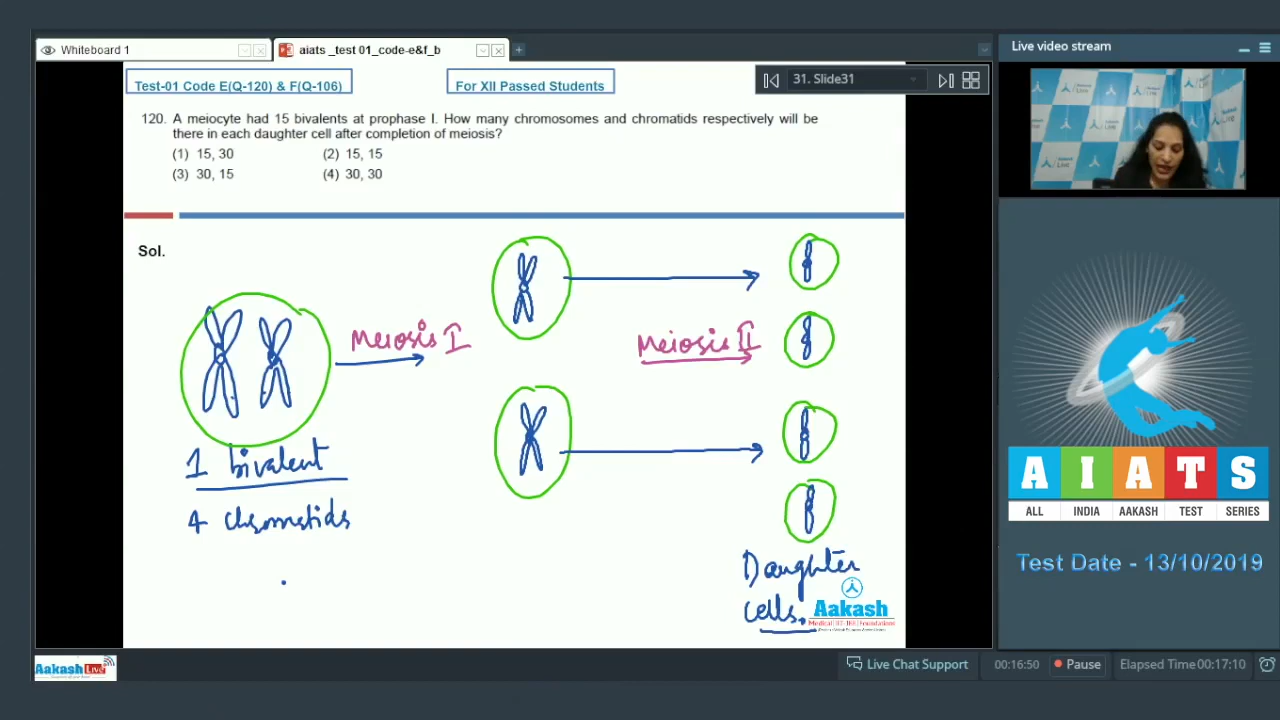 Whiteboard 1
aiats _test 01_code-e&f_b
Live video stream
31. Slide31
Test-01 Code E(Q-120) & F(Q-106)
For XII Passed Students
120. A meiocyte had 15 bivalents at prophase I. How many chromosomes and chromatids respectively will be
there in each daughter cell after completion of meiosis?
(1) 15, 30
(2) 15, 15
(3) 30, 15
(4) 30, 30
Sol.
Meiosis I
Meiosis II
1 bivalent
4 chromatids
Daughter
cells.
Aakash
Medical|IIT-JEE|Foundations
A I A T S
ALL INDIA AAKASH TEST SERIES
Test Date - 13/10/2019
Aakash Live
Live Chat Support
00:16:50
Pause
Elapsed Time 00:17:10